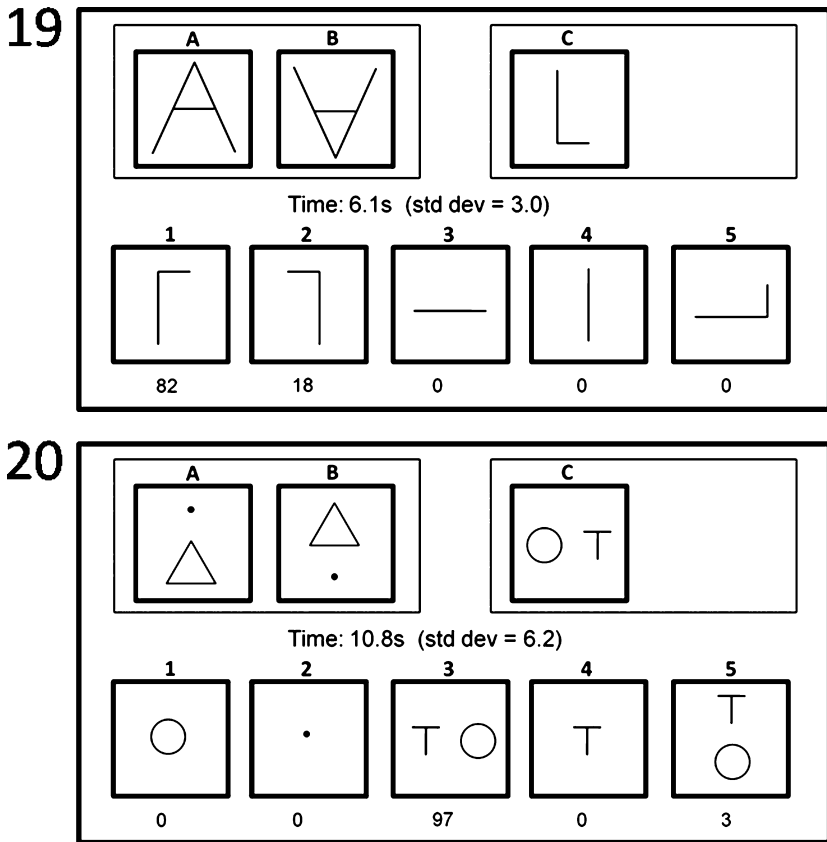 19
A B C
A ∀ L
Time: 6.1s (std dev = 3.0)
1 2 3 4 5
82 18 0 0 0
20
A B C
T
Time: 10.8s (std dev = 6.2)
1 2 3 4 5
T T T
0 0 97 0 3